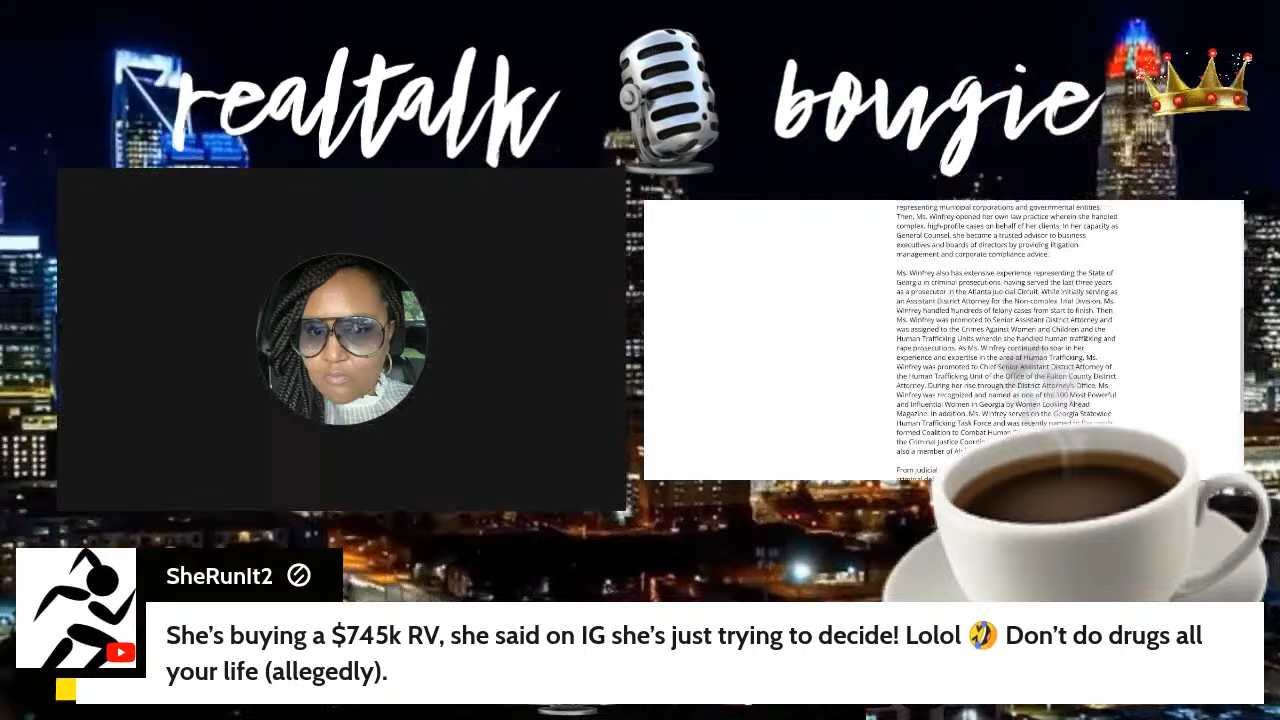 realtalk bougie
representing municipal corporations and governmental entities.
Then, Ms. Winfrey opened her own law practice wherein she handled
complex, high-profile cases on behalf of her clients. In her capacity as
General Counsel, she became a trusted advisor to business
executives and boards of directors by providing litigation
management and corporate compliance advice.
Ms. Winfrey also has extensive experience representing the State of
Georgia in criminal prosecutions, having served the last three years
as a prosecutor in the Atlanta Judicial Circuit. While initially serving as
an Assistant District Attorney for the Non-complex Trial Division, Ms.
Winfrey handled hundreds of felony cases from start to finish. Then
Ms. Winfrey was promoted to Senior Assistant District Attorney and
was assigned to the Crimes Against Women and Children and the
Human Trafficking Units wherein she handled human trafficking and
rape prosecutions. As Ms. Winfrey continued to soar in her
experience and expertise in the area of Human Trafficking, Ms.
Winfrey was promoted to Chief Senior Assistant District Attorney of
the Human Trafficking Unit of the Office of the Fulton County District
Attorney. During her rise through the District Attorney's Office, Ms.
Winfrey was recognized and named as one of the 100 Most Powerful
and Influential Women in Georgia by Women Looking Ahead
Magazine. In addition, Ms. Winfrey serves on the Georgia Statewide
Human Trafficking Task Force and was recently named to the
formed Coalition to Combat Human
the Criminal Justice
also a member of
From judicial
SheRunIt2
She’s buying a $745k RV, she said on IG she’s just trying to decide! Lolol 🤣 Don’t do drugs all
your life (allegedly).